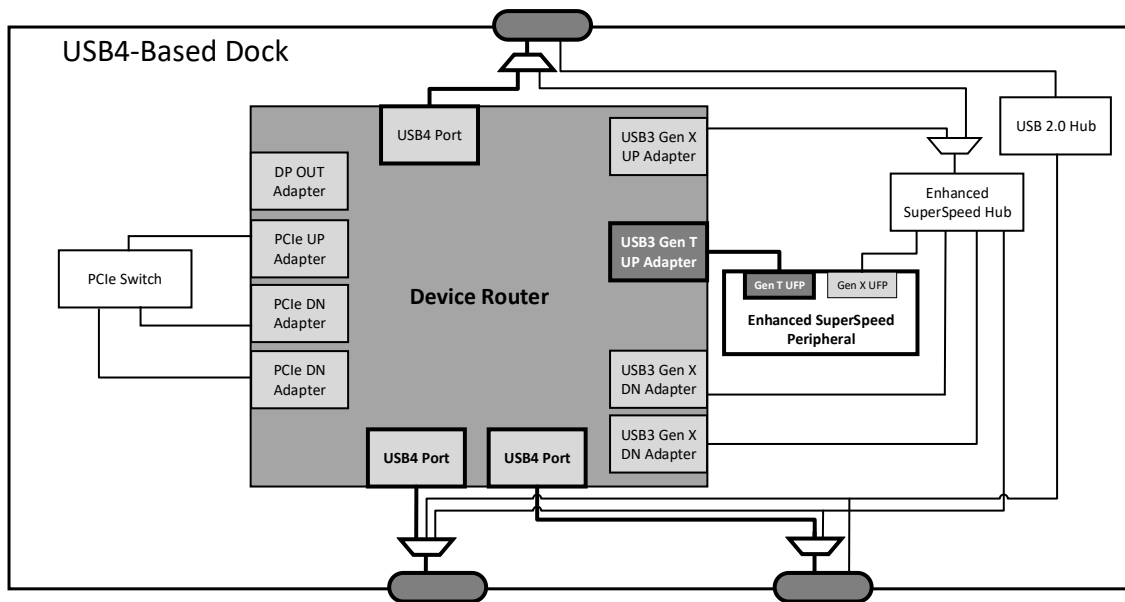 USB4-Based Dock
USB4 Port
USB3 Gen X
UP Adapter
USB 2.0 Hub
DP OUT
Adapter
Enhanced
SuperSpeed Hub
PCIe UP
Adapter
USB3 Gen T
UP Adapter
PCIe Switch
Device Router
Gen T UFP
Gen X UFP
PCIe DN
Adapter
Enhanced SuperSpeed
Peripheral
PCIe DN
Adapter
USB3 Gen X
DN Adapter
USB3 Gen X
DN Adapter
USB4 Port
USB4 Port